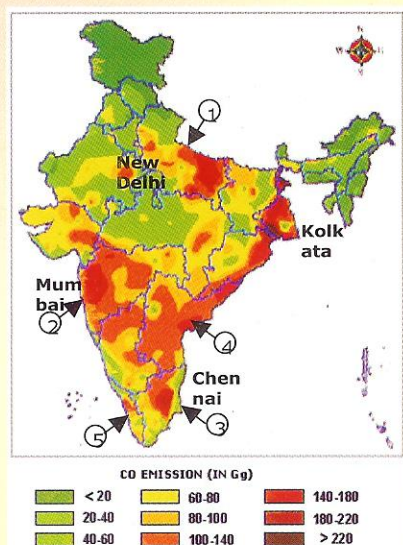 N
W E
S
1
New
Delhi
Kolk
ata
Mum
bai
2
4
Chen
nai
3
5
CO EMISSION (IN Gg)
< 20 60-80 140-180
20-40 80-100 180-220
40-60 100-140 > 220